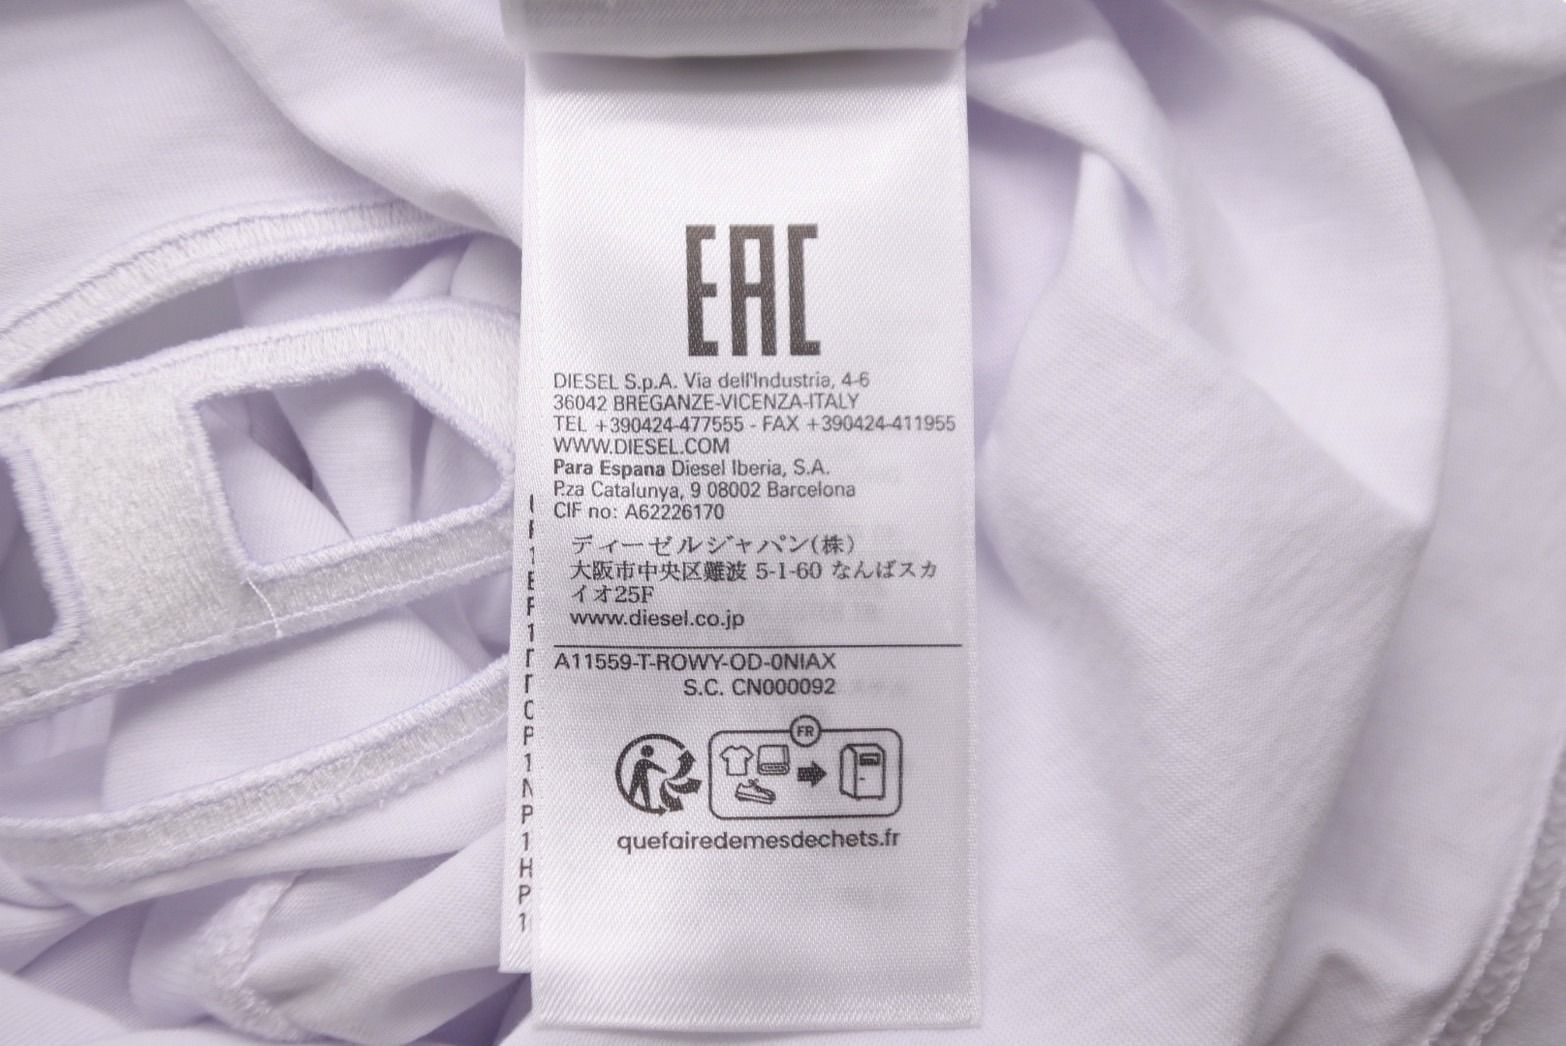 EAC
DIESEL S.p.A. Via dell'Industria, 4-6
36042 BREGANZE-VICENZA-ITALY
TEL +390424-477555 - FAX +390424-411955
WWW.DIESEL.COM
Para Espana Diesel Iberia, S.A.
P.za Catalunya, 9 08002 Barcelona
CIF no: A62226170
ディーゼルジャパン(株)
大阪市中央区難波 5-1-60 なんばスカ
イオ25F
www.diesel.co.jp
A11559-T-ROWY-OD-0NIAX
S.C. CN000092
FR
quefairedemesdechets.fr